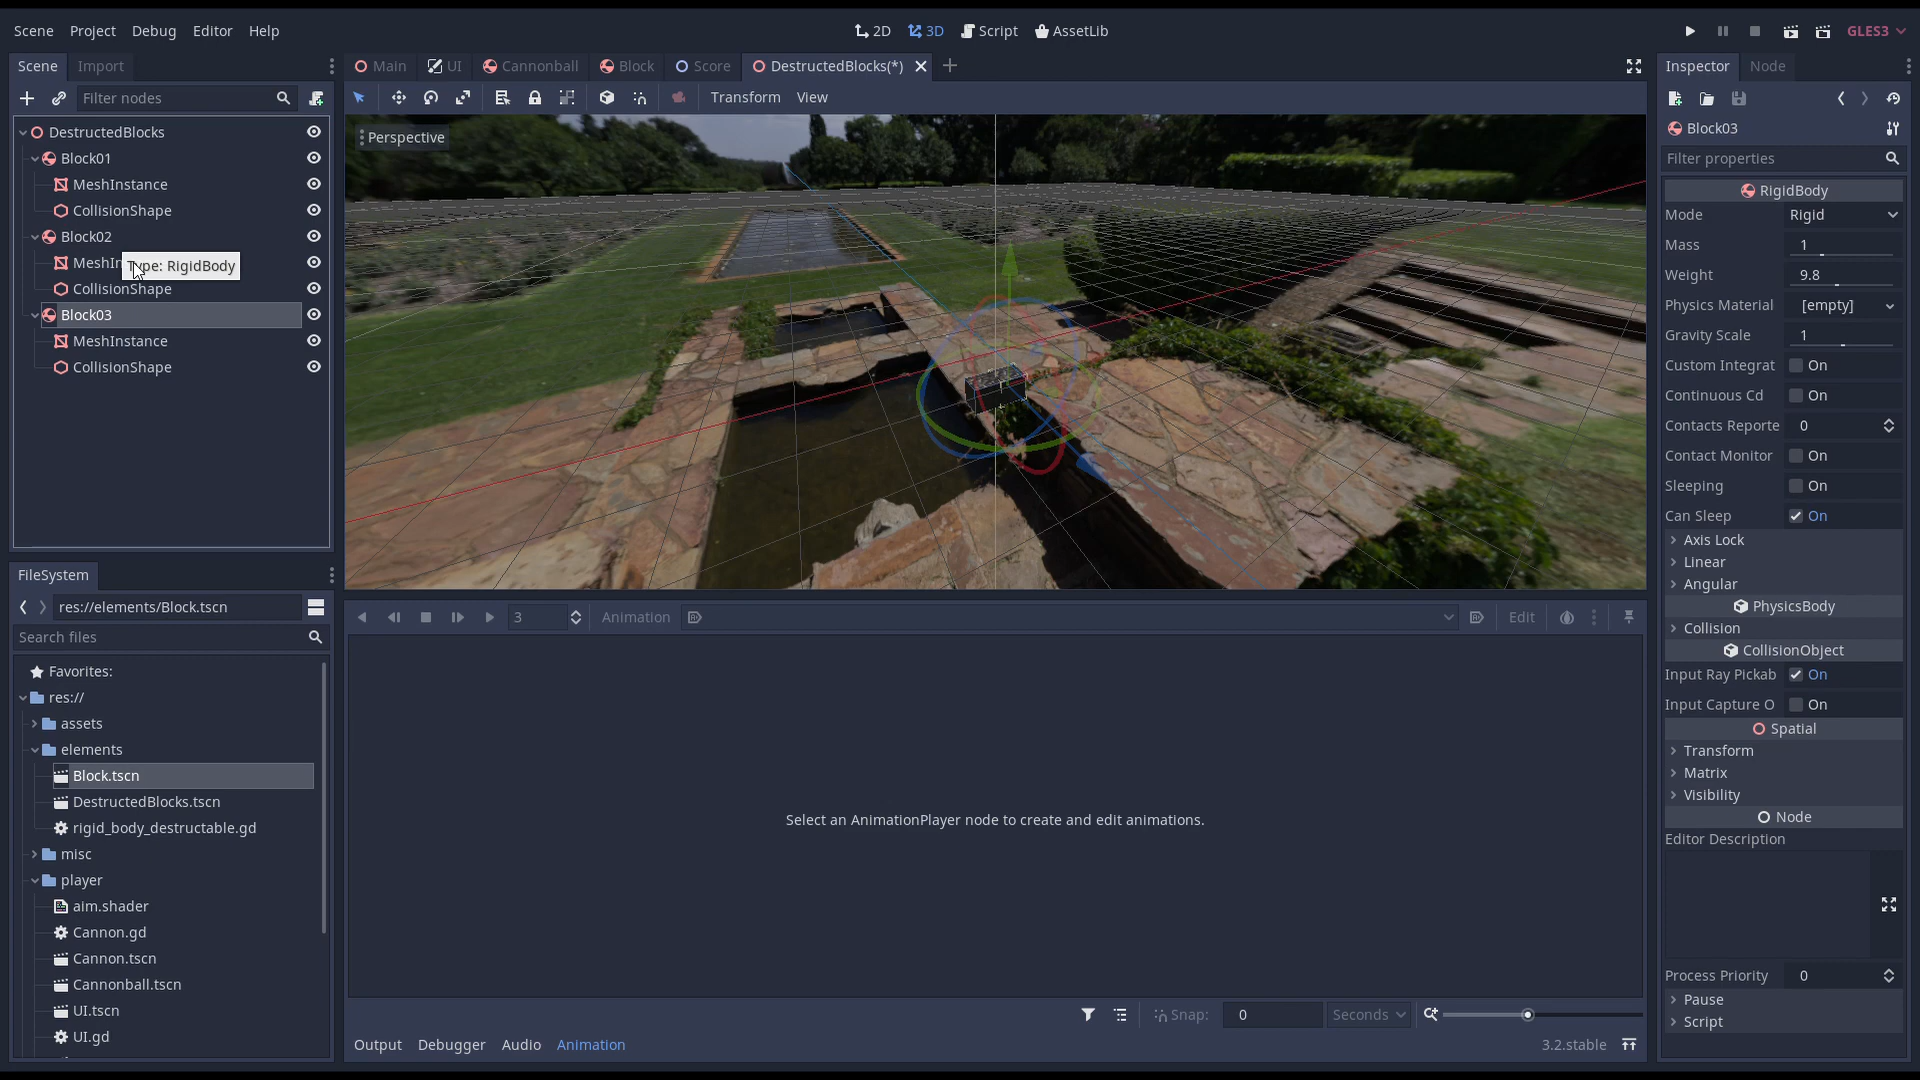 Scene Project Debug Editor Help
2D 3D Script AssetLib
GLES3
Scene Import
Filter nodes
DestructedBlocks
Block01
MeshInstance
CollisionShape
Block02
MeshIn
Type: RigidBody
CollisionShape
Block03
MeshInstance
CollisionShape
FileSystem
res://elements/Block.tscn
Search files
Favorites:
res://
assets
elements
Block.tscn
DestructedBlocks.tscn
rigid_body_destructable.gd
misc
player
aim.shader
Cannon.gd
Cannon.tscn
Cannonball.tscn
UI.tscn
UI.gd
Main UI Cannonball Block Score DestructedBlocks(*)
Transform View
Perspective
3 Animation Edit
Select an AnimationPlayer node to create and edit animations.
Snap: 0 Seconds
Output Debugger Audio Animation 3.2.stable
Inspector Node
Block03
Filter properties
RigidBody
Mode Rigid
Mass 1
Weight 9.8
Physics Material [empty]
Gravity Scale 1
Custom Integrat On
Continuous Cd On
Contacts Reporte 0
Contact Monitor On
Sleeping On
Can Sleep On
Axis Lock
Linear
Angular
PhysicsBody
Collision
CollisionObject
Input Ray Pickab On
Input Capture O On
Spatial
Transform
Matrix
Visibility
Node
Editor Description
Process Priority 0
Pause
Script